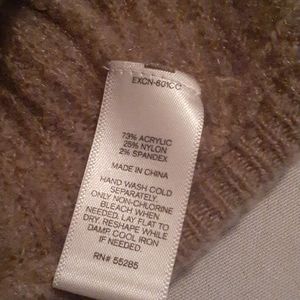 EXCN-601CC
73% ACRYLIC
25% NYLON
2% SPANDEX
MADE IN CHINA
HAND WASH COLD
SEPARATELY.
ONLY NON-CHLORINE
BLEACH WHEN
NEEDED. LAY FLAT TO
DRY. RESHAPE WHILE
DAMP. COOL IRON
IF NEEDED.
RN# 55285